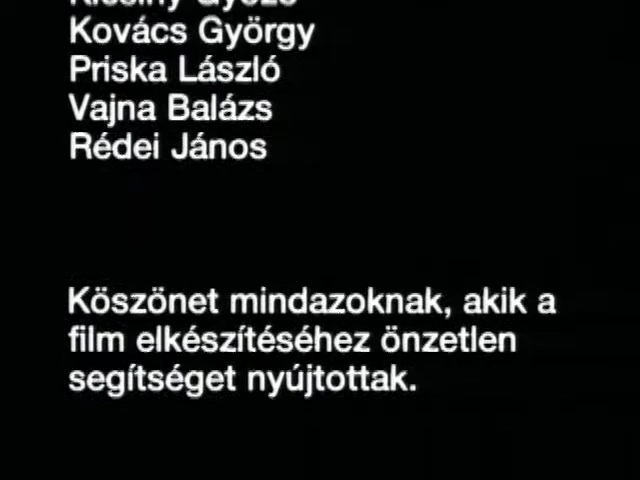 Kovács György
Priska László
Vajna Balázs
Rédei János
Köszönet mindazoknak, akik a
film elkészítéséhez önzetlen
segítséget nyújtottak.